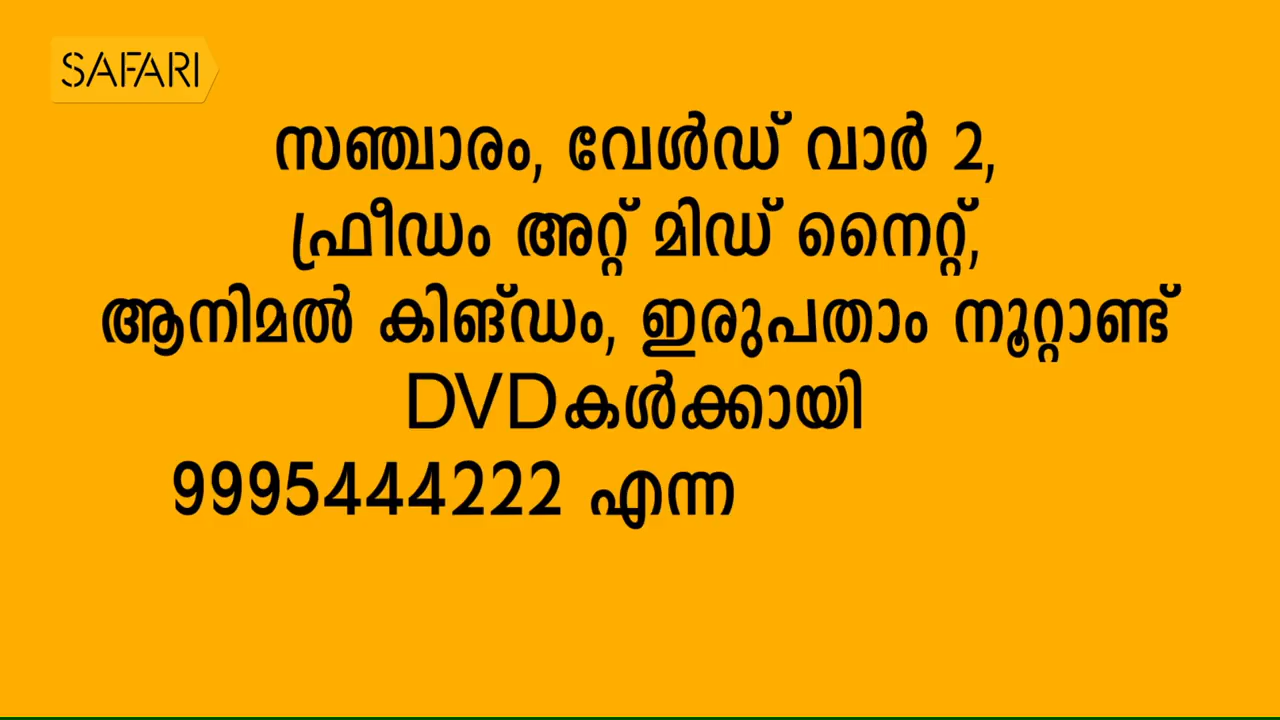 SAFARI
സഞ്ചാരം, വേൾഡ് വാർ 2,
ഫ്രീഡം അറ്റ് മിഡ് നൈറ്റ്,
ആനിമൽ കിങ്ഡം, ഇരുപതാം നൂറ്റാണ്ട്
DVDകൾക്കായി
9995444222 എന്ന